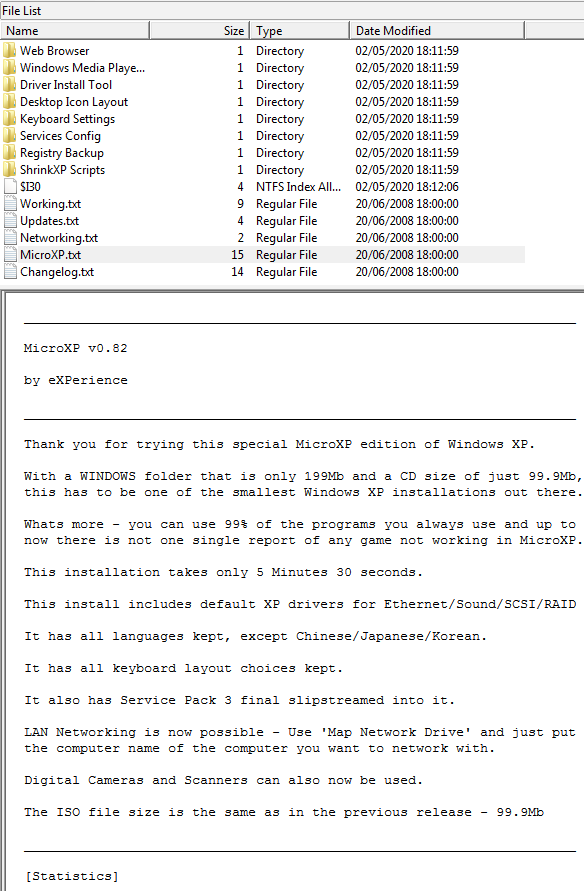 File List
Name Size Type Date Modified
Web Browser 1 Directory 02/05/2020 18:11:59
Windows Media Playe... 1 Directory 02/05/2020 18:11:59
Driver Install Tool 1 Directory 02/05/2020 18:11:59
Desktop Icon Layout 1 Directory 02/05/2020 18:11:59
Keyboard Settings 1 Directory 02/05/2020 18:11:59
Services Config 1 Directory 02/05/2020 18:11:59
Registry Backup 1 Directory 02/05/2020 18:11:59
ShrinkXP Scripts 1 Directory 02/05/2020 18:11:59
$I30 4 NTFS Index All... 02/05/2020 18:12:06
Working.txt 9 Regular File 20/06/2008 18:00:00
Updates.txt 4 Regular File 20/06/2008 18:00:00
Networking.txt 2 Regular File 20/06/2008 18:00:00
MicroXP.txt 15 Regular File 20/06/2008 18:00:00
Changelog.txt 14 Regular File 20/06/2008 18:00:00
MicroXP v0.82
by eXPerience
Thank you for trying this special MicroXP edition of Windows XP.
With a WINDOWS folder that is only 199Mb and a CD size of just 99.9Mb,
this has to be one of the smallest Windows XP installations out there.
Whats more - you can use 99% of the programs you always use and up to
now there is not one single report of any game not working in MicroXP.
This installation takes only 5 Minutes 30 seconds.
This install includes default XP drivers for Ethernet/Sound/SCSI/RAID
It has all languages kept, except Chinese/Japanese/Korean.
It has all keyboard layout choices kept.
It also has Service Pack 3 final slipstreamed into it.
LAN Networking is now possible - Use 'Map Network Drive' and just put
the computer name of the computer you want to network with.
Digital Cameras and Scanners can also now be used.
The ISO file size is the same as in the previous release - 99.9Mb
[Statistics]